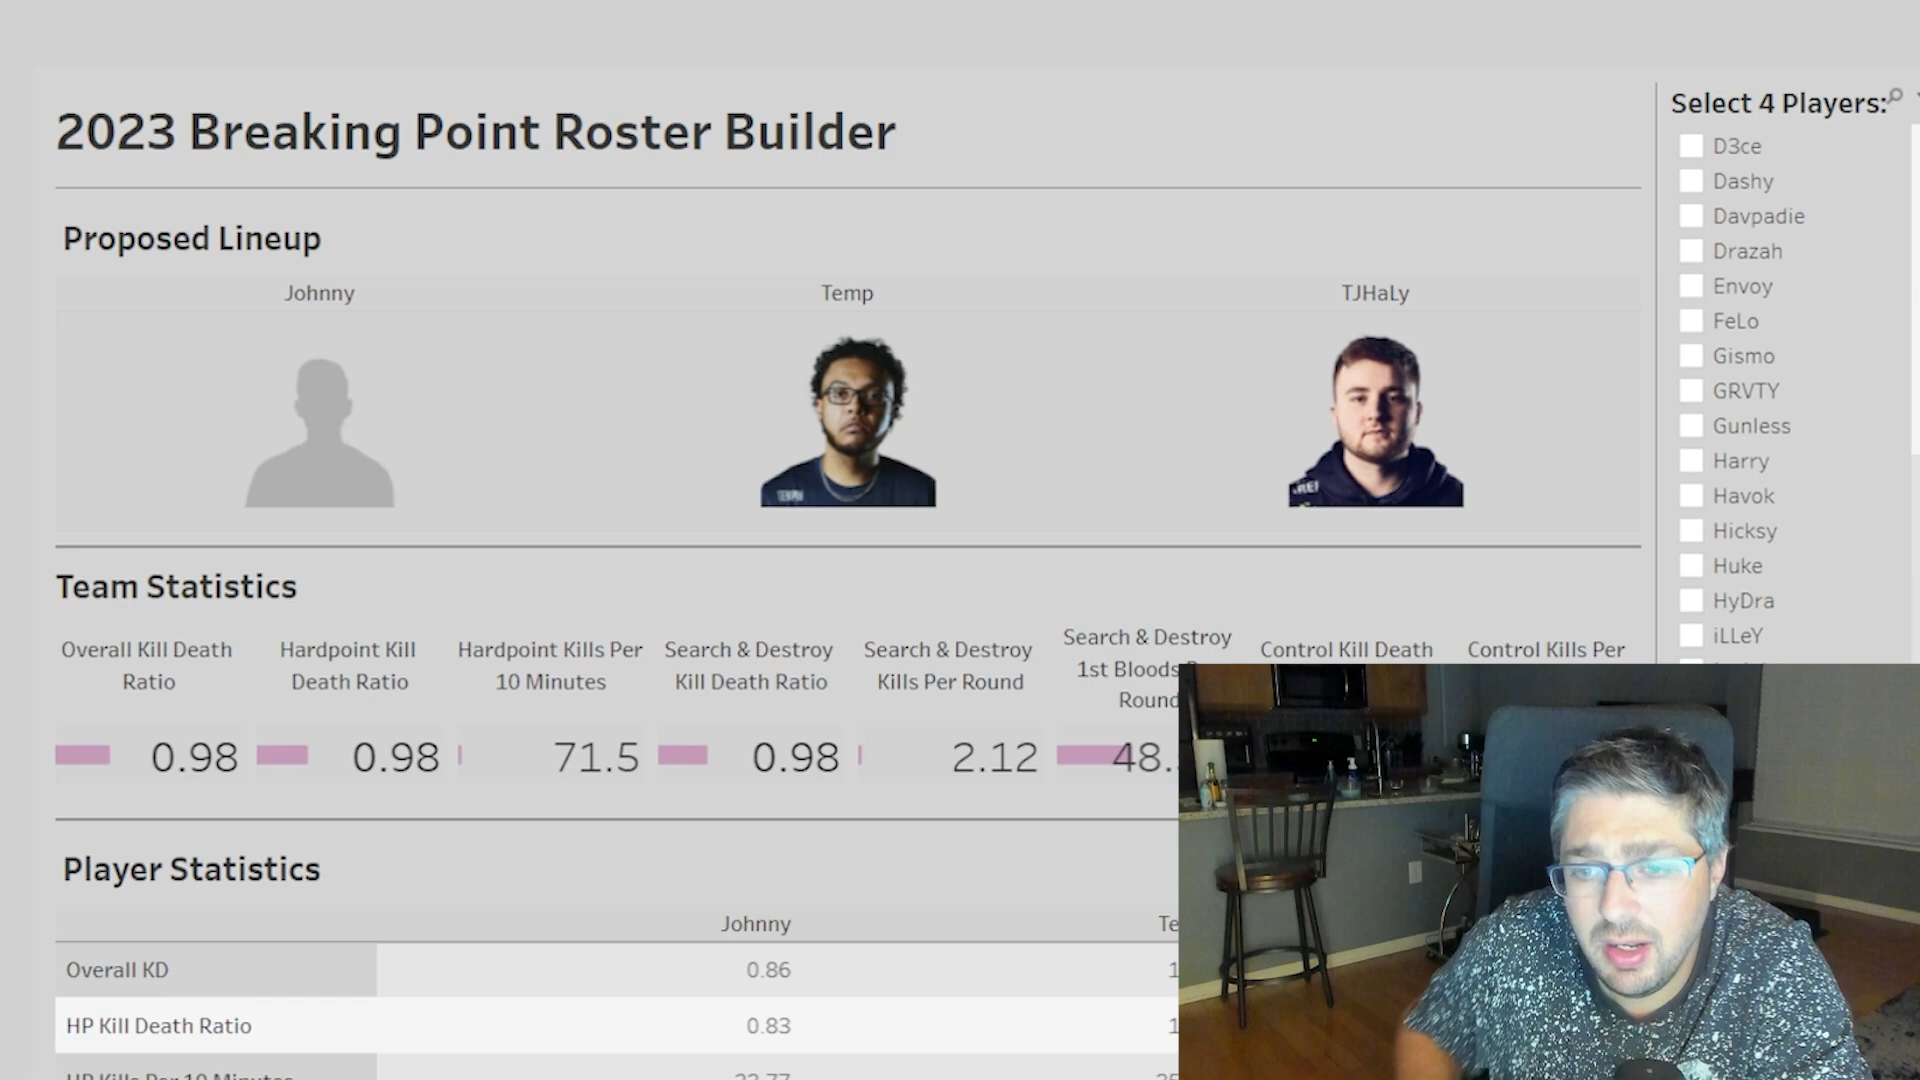 2023 Breaking Point Roster Builder
Select 4 Players:
D3ce
Dashy
Davpadie
Drazah
Envoy
FeLo
Gismo
GRVTY
Gunless
Harry
Havok
Hicksy
Huke
HyDra
iLLeY
Proposed Lineup
Johnny Temp TJHaLy
Team Statistics
Overall Kill Death
Ratio
Hardpoint Kill
Death Ratio
Hardpoint Kills Per
10 Minutes
Search & Destroy
Kill Death Ratio
Search & Destroy
Kills Per Round
Search & Destroy
1st Bloods
Round
Control Kill Death
Control Kills Per
0.98 0.98 71.5 0.98 2.12 48.
Player Statistics
Johnny Te
Overall KD 0.86 1
HP Kill Death Ratio 0.83 1